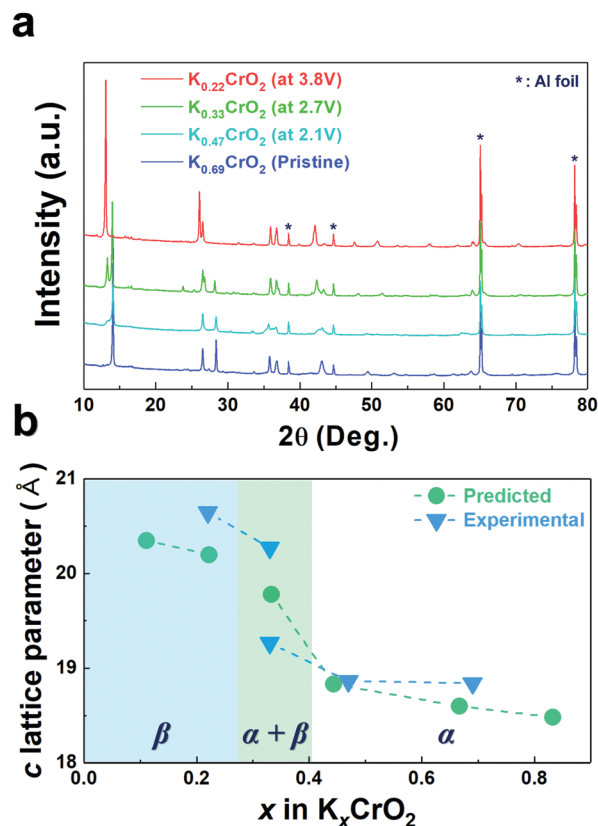 a
K0.22CrO2 (at 3.8V)
K0.33CrO2 (at 2.7V)
K0.47CrO2 (at 2.1V)
K0.69CrO2 (Pristine)
* : Al foil
* * * *
Intensity (a.u.)
10 20 30 40 50 60 70 80
2θ (Deg.)
b
c lattice parameter (Å)
21
20
19
18
Predicted
Experimental
β α + β α
0.0 0.2 0.4 0.6 0.8
x in KxCrO2